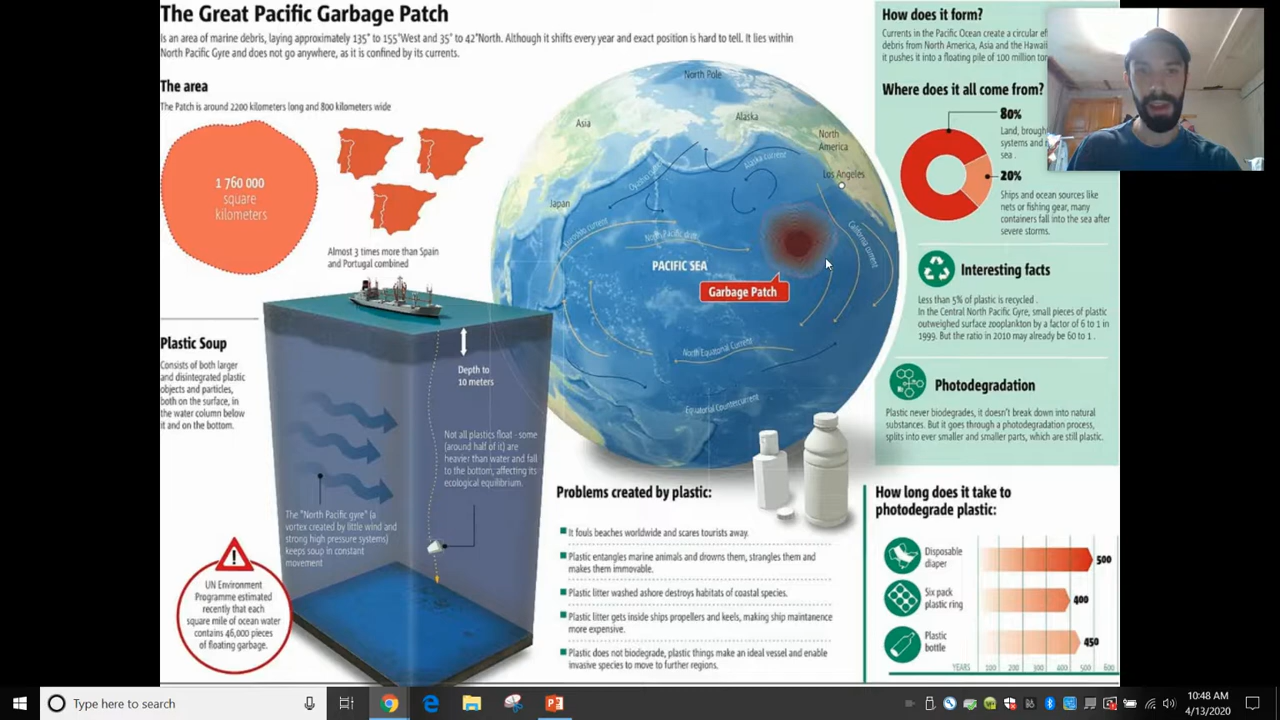 The Great Pacific Garbage Patch
Is an area of marine debris, laying approximately 135° to 155°West and 35° to 42°North. Although it shifts every year and exact position is hard to tell. It lies within
North Pacific Gyre and does not go anywhere, as it is confined by its currents.
The area
The Patch is around 2200 kilometers long and 800 kilometers wide
1 760 000
square
kilometers
Almost 3 times more than Spain
and Portugal combined
Plastic Soup
Consists of both larger
and disintegrated plastic
objects and particles,
both on the surface, in
the water column below
it and on the bottom.
Depth to
10 meters
Not all plastics float - some
(around half of it) are
heavier than water and fall
to the bottom, affecting its
ecological equilibrium.
The "North Pacific gyre" (a
vortex created by little wind and
strong high pressure systems)
keeps soup in constant
movement
UN Environment
Programme estimated
recently that each
square mile of ocean water
contains 46,000 pieces
of floating garbage.
North Pole
Asia
Alaska
North
America
Los Angeles
Japan
Alaska current
Kuroshio current
North Pacific drift
California current
PACIFIC SEA
Garbage Patch
North Equatorial Current
Equatorial Countercurrent
Problems created by plastic:
It fouls beaches worldwide and scares tourists away.
Plastic entangles marine animals and drowns them, strangles them and
makes them immovable.
Plastic litter washed ashore destroys habitats of coastal species.
Plastic litter gets inside ships propellers and keels, making ship maintanence
more expensive.
Plastic does not biodegrade, plastic things make an ideal vessel and enable
invasive species to move to further regions.
How does it form?
Currents in the Pacific Ocean create a circular
debris from North America, Asia and the
it pushes it into a floating pile of 100 million
Where does it all come from?
80%
Land,
systems and
sea .
20%
Ships and ocean sources like
nets or fishing gear, many
containers fall into the sea after
severe storms.
Interesting facts
Less than 5% of plastic is recycled .
In the Central North Pacific Gyre, small pieces of plastic
outweighed surface zooplankton by a factor of 6 to 1 in
1999. But the ratio in 2010 may already be 60 to 1 .
Photodegradation
Plastic never biodegrades, it doesn't break down into natural
substances. But it goes through a photodegradation process,
splits into ever smaller and smaller parts, which are still plastic.
How long does it take to
photodegrade plastic:
Disposable
diaper
500
Six pack
plastic ring
400
Plastic
bottle
450
YEARS 100 200 300 400 500 600
Type here to search
10:48 AM
4/13/2020